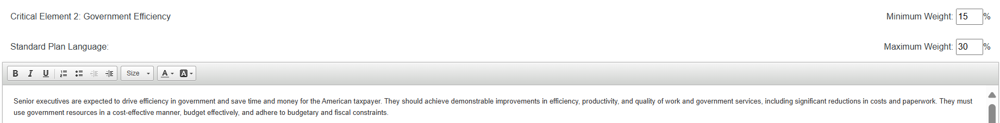 Critical Element 2: Government Efficiency
Minimum Weight: 15 %
Standard Plan Language:
Maximum Weight: 30 %
B I U Size A A
Senior executives are expected to drive efficiency in government and save time and money for the American taxpayer. They should achieve demonstrable improvements in efficiency, productivity, and quality of work and government services, including significant reductions in costs and paperwork. They must
use government resources in a cost-effective manner, budget effectively, and adhere to budgetary and fiscal constraints.